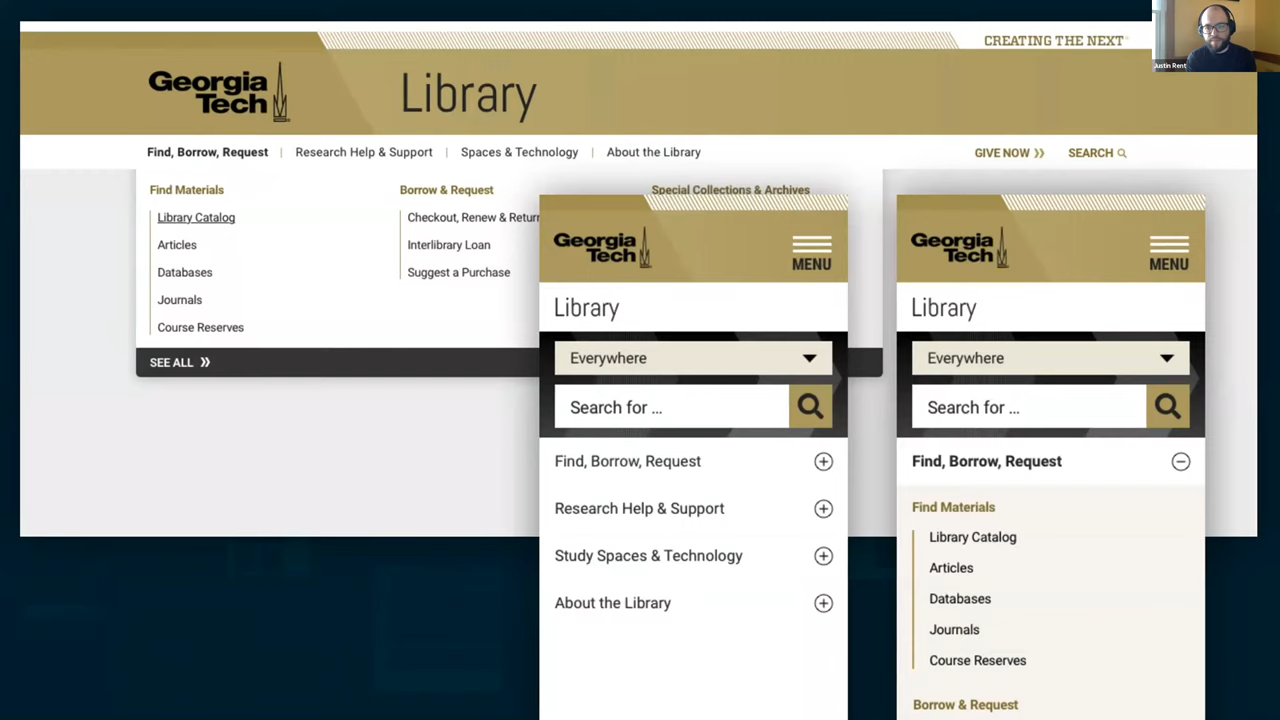 CREATING THE NEXT
Justin Rent
Georgia
Tech
Library
Find, Borrow, Request | Research Help & Support | Spaces & Technology | About the Library
GIVE NOW SEARCH
Find Materials
Library Catalog
Articles
Databases
Journals
Course Reserves
Borrow & Request
Checkout, Renew & Return
Interlibrary Loan
Suggest a Purchase
Special Collections & Archives
SEE ALL
Georgia
Tech
MENU
Library
Everywhere
Search for ...
Find, Borrow, Request
Research Help & Support
Study Spaces & Technology
About the Library
Georgia
Tech
MENU
Library
Everywhere
Search for ...
Find, Borrow, Request
Find Materials
Library Catalog
Articles
Databases
Journals
Course Reserves
Borrow & Request